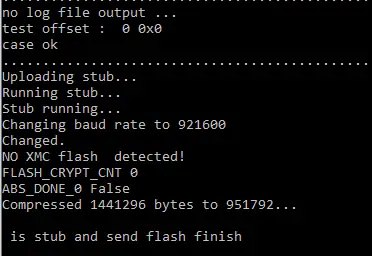 no log file output ...
test offset :  0 0x0
case ok
.................................................
Uploading stub...
Running stub...
Stub running...
Changing baud rate to 921600
Changed.
NO XMC flash  detected!
FLASH_CRYPT_CNT 0
ABS_DONE_0 False
Compressed 1441296 bytes to 951792...

 is stub and send flash finish